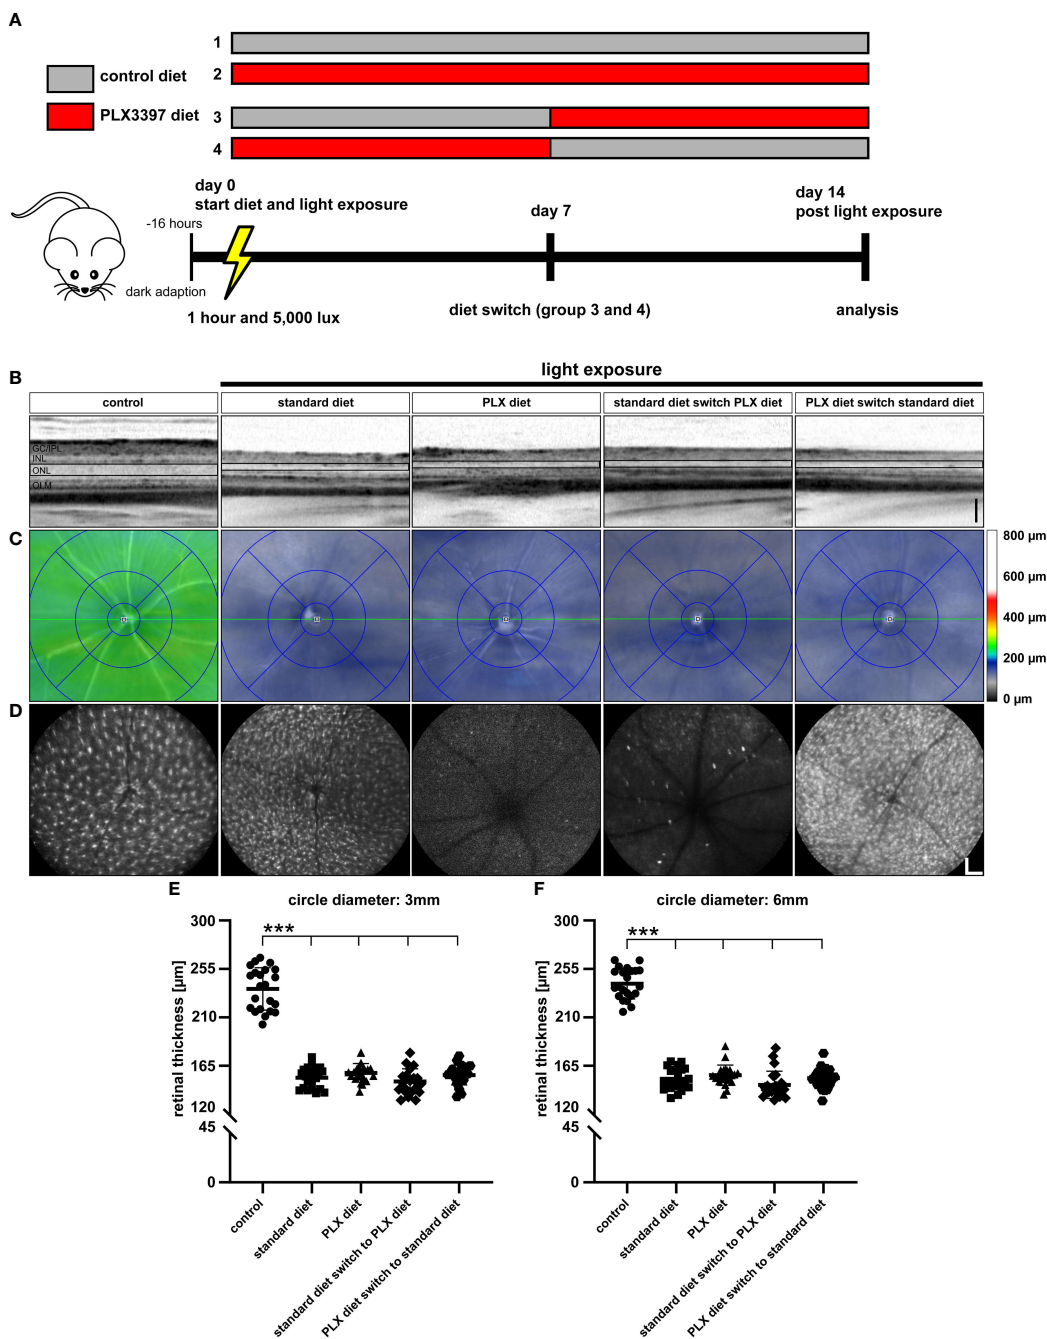 A
1
control diet
2
PLX3397 diet
3
4
day 0
start diet and light exposure
-16 hours
dark adaption
1 hour and 5,000 lux
day 7
diet switch (group 3 and 4)
day 14
post light exposure
analysis
B
light exposure
control
standard diet
PLX diet
standard diet switch PLX diet
PLX diet switch standard diet
GC/IPL
INL
ONL
OLM
C
800 µm
600 µm
400 µm
200 µm
0 µm
D
E
circle diameter: 3mm
***
retinal thickness [µm]
300
255
210
165
120
45
0
control
standard diet
PLX diet
standard diet switch to PLX diet
PLX diet switch to standard diet
F
circle diameter: 6mm
***
retinal thickness [µm]
300
255
210
165
120
45
0
control
standard diet
PLX diet
standard diet switch to PLX diet
PLX diet switch to standard diet